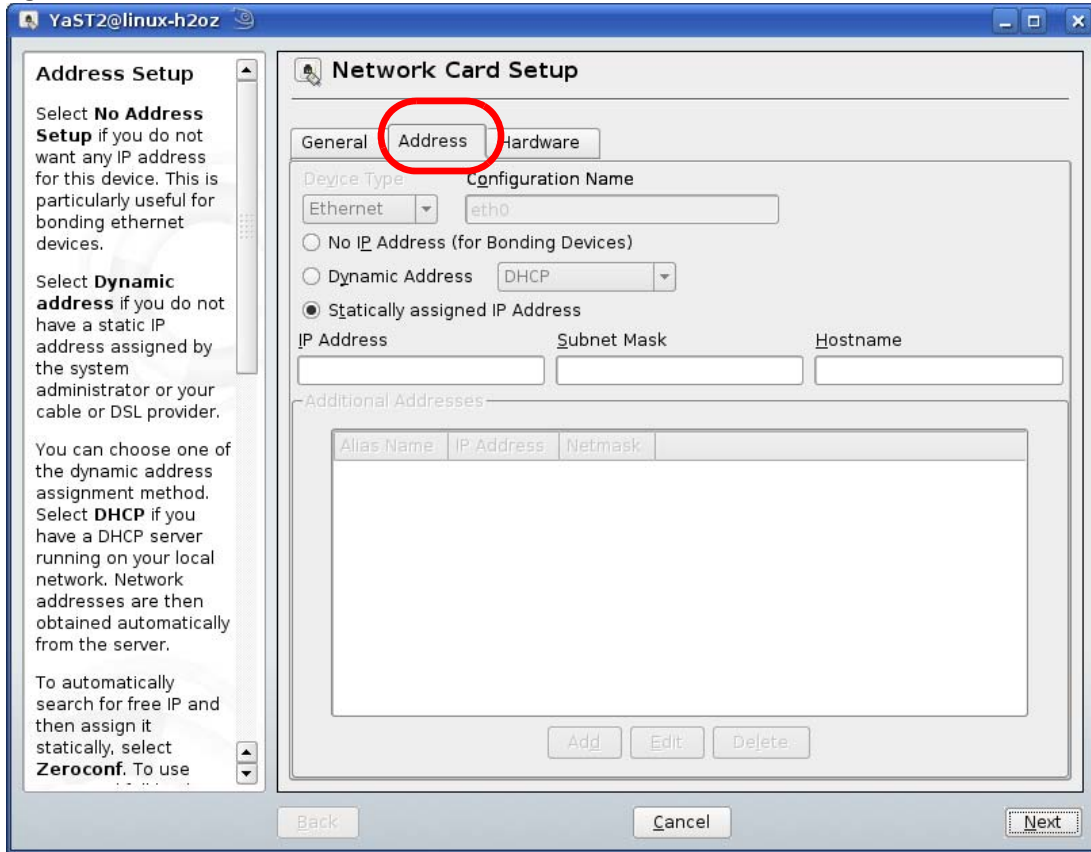 YaST2@linux-h2oz
Address Setup
Select No Address
Setup if you do not
want any IP address
for this device. This is
particularly useful for
bonding ethernet
devices.
Select Dynamic
address if you do not
have a static IP
address assigned by
the system
administrator or your
cable or DSL provider.
You can choose one of
the dynamic address
assignment method.
Select DHCP if you
have a DHCP server
running on your local
network. Network
addresses are then
obtained automatically
from the server.
To automatically
search for free IP and
then assign it
statically, select
Zeroconf. To use
Network Card Setup
General Address Hardware
Device Type Configuration Name
Ethernet eth0
No IP Address (for Bonding Devices)
Dynamic Address DHCP
Statically assigned IP Address
IP Address Subnet Mask Hostname
Additional Addresses
Alias Name IP Address Netmask
Add Edit Delete
Back Cancel Next